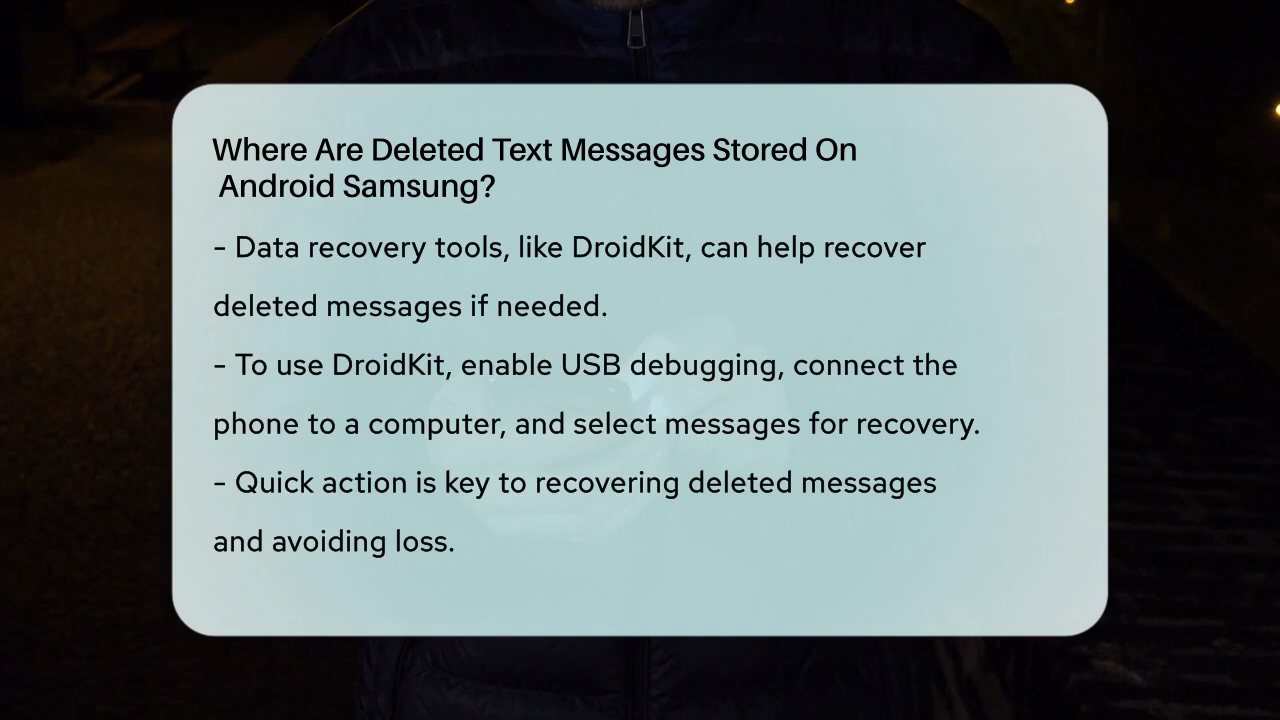 Where Are Deleted Text Messages Stored On
Android Samsung?
- Data recovery tools, like DroidKit, can help recover
deleted messages if needed.
- To use DroidKit, enable USB debugging, connect the
phone to a computer, and select messages for recovery.
- Quick action is key to recovering deleted messages
and avoiding loss.